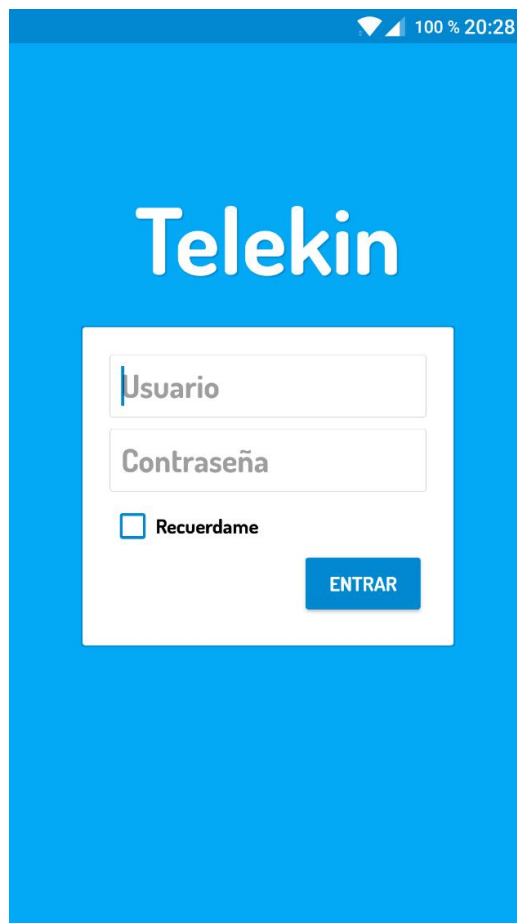 100 % 20:28
Telekin
Usuario
Contraseña
Recuerdame
ENTRAR